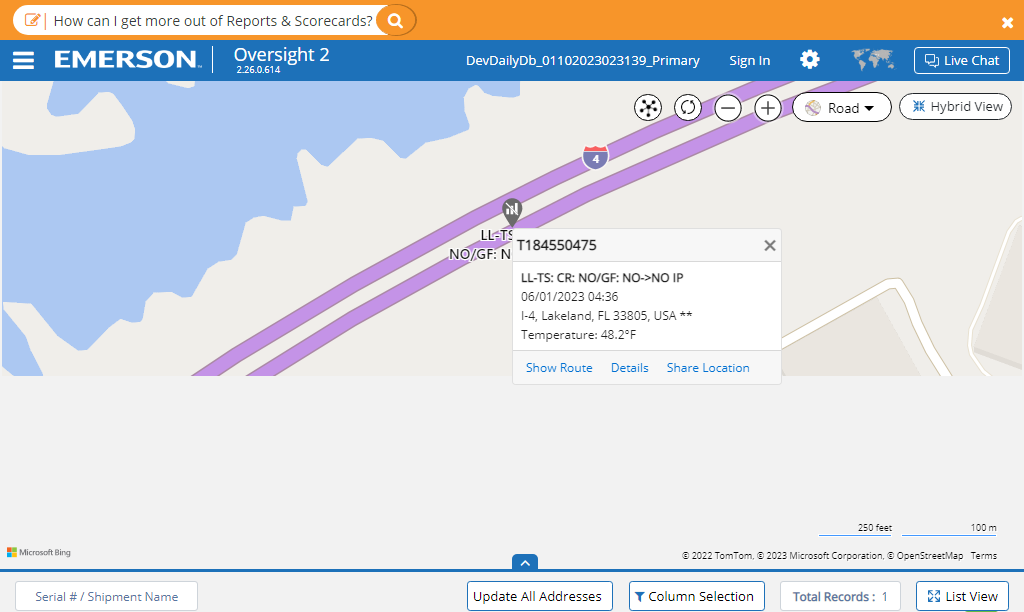 How can I get more out of Reports & Scorecards?
EMERSON
Oversight 2
2.26.0.614
DevDailyDb_01102023023139_Primary
Sign In
Live Chat
Road
Hybrid View
4
LL-TS
NO/GF: N
T184550475
LL-TS: CR: NO/GF: NO->NO IP
06/01/2023 04:36
I-4, Lakeland, FL 33805, USA **
Temperature: 48.2°F
Show Route Details Share Location
250 feet 100 m
Microsoft Bing
© 2022 TomTom, © 2023 Microsoft Corporation, © OpenStreetMap Terms
Serial # / Shipment Name
Update All Addresses
Column Selection
Total Records : 1
List View